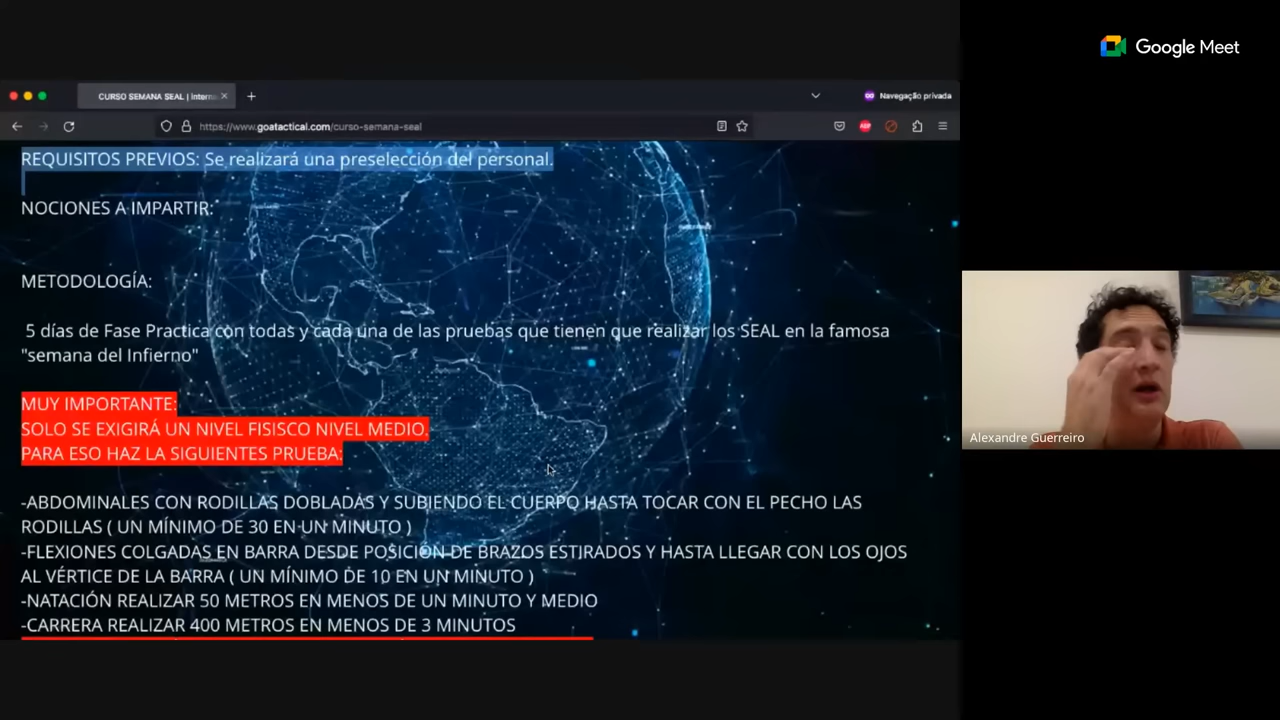 Google Meet
CURSO SEMANA SEAL | Interna
Navegação privada
https://www.goatactical.com/curso-semana-seal
ABP
REQUISITOS PREVIOS: Se realizará una preselección del personal.
NOCIONES A IMPARTIR:
METODOLOGÍA:
5 días de Fase Practica con todas y cada una de las pruebas que tienen que realizar los SEAL en la famosa
"semana del Infierno"
MUY IMPORTANTE:
SOLO SE EXIGIRÁ UN NIVEL FISISCO NIVEL MEDIO.
PARA ESO HAZ LA SIGUIENTES PRUEBA:
-ABDOMINALES CON RODILLAS DOBLADAS Y SUBIENDO EL CUERPO HASTA TOCAR CON EL PECHO LAS
RODILLAS ( UN MÍNIMO DE 30 EN UN MINUTO )
-FLEXIONES COLGADAS EN BARRA DESDE POSICIÓN DE BRAZOS ESTIRADOS Y HASTA LLEGAR CON LOS OJOS
AL VÉRTICE DE LA BARRA ( UN MÍNIMO DE 10 EN UN MINUTO )
-NATACIÓN REALIZAR 50 METROS EN MENOS DE UN MINUTO Y MEDIO
-CARRERA REALIZAR 400 METROS EN MENOS DE 3 MINUTOS
Alexandre Guerreiro